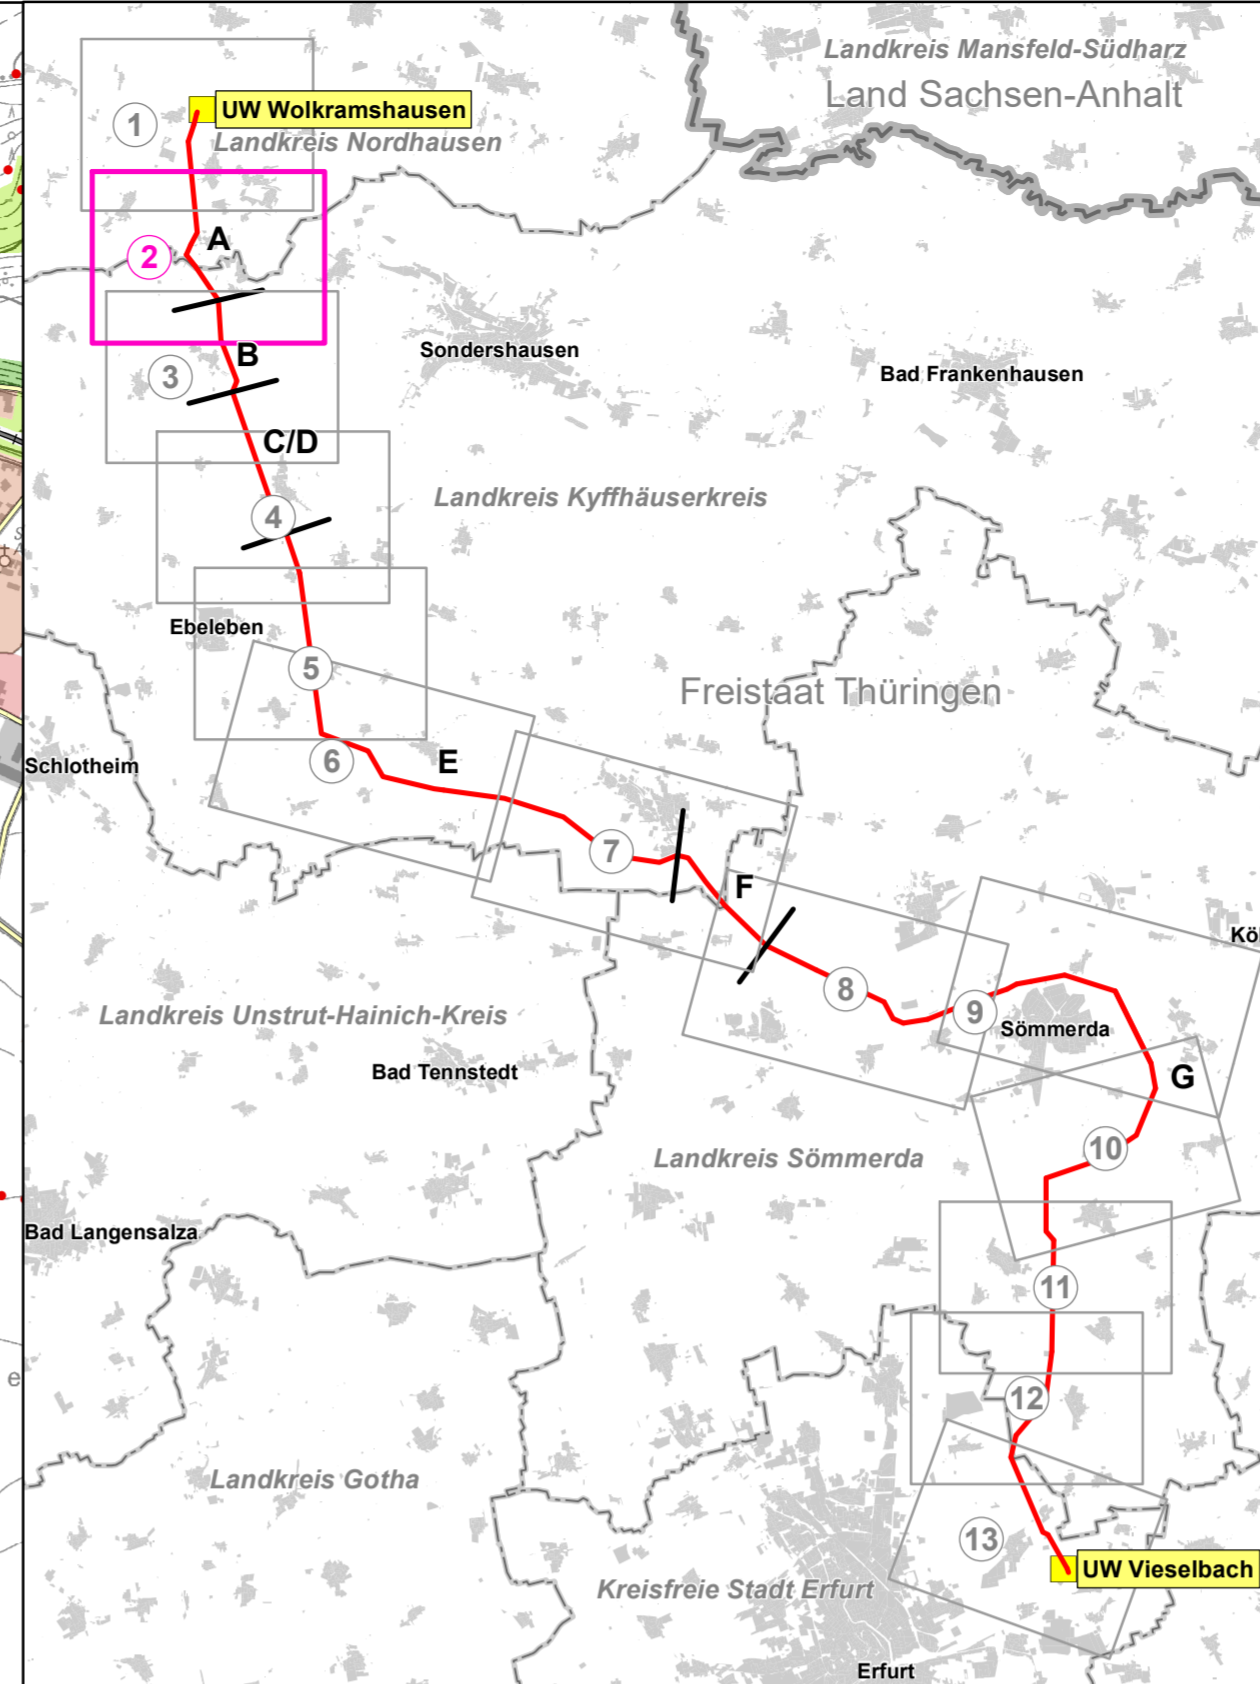 Landkreis Mansfeld-Südharz
Land Sachsen-Anhalt
UW Wolkramshausen
1
Landkreis Nordhausen
A
2
Sondershausen
B
Bad Frankenhausen
3
C/D
Landkreis Kyffhäuserkreis
4
Ebeleben
5
Freistaat Thüringen
Schlotheim
6
E
7
F
Kö
8
9
Sömmerda
Landkreis Unstrut-Hainich-Kreis
Bad Tennstedt
G
10
Landkreis Sömmerda
Bad Langensalza
11
e
12
Landkreis Gotha
13
UW Vieselbach
Kreisfreie Stadt Erfurt
Erfurt